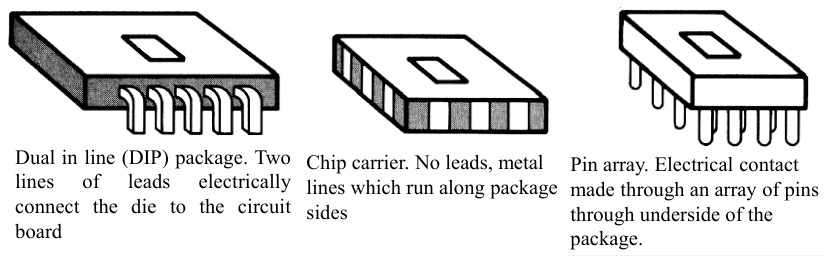 Dual in line (DIP) package. Two
lines of leads electrically
connect the die to the circuit
board
Chip carrier. No leads, metal
lines which run along package
sides
Pin array. Electrical contact
made through an array of pins
through underside of the
package.